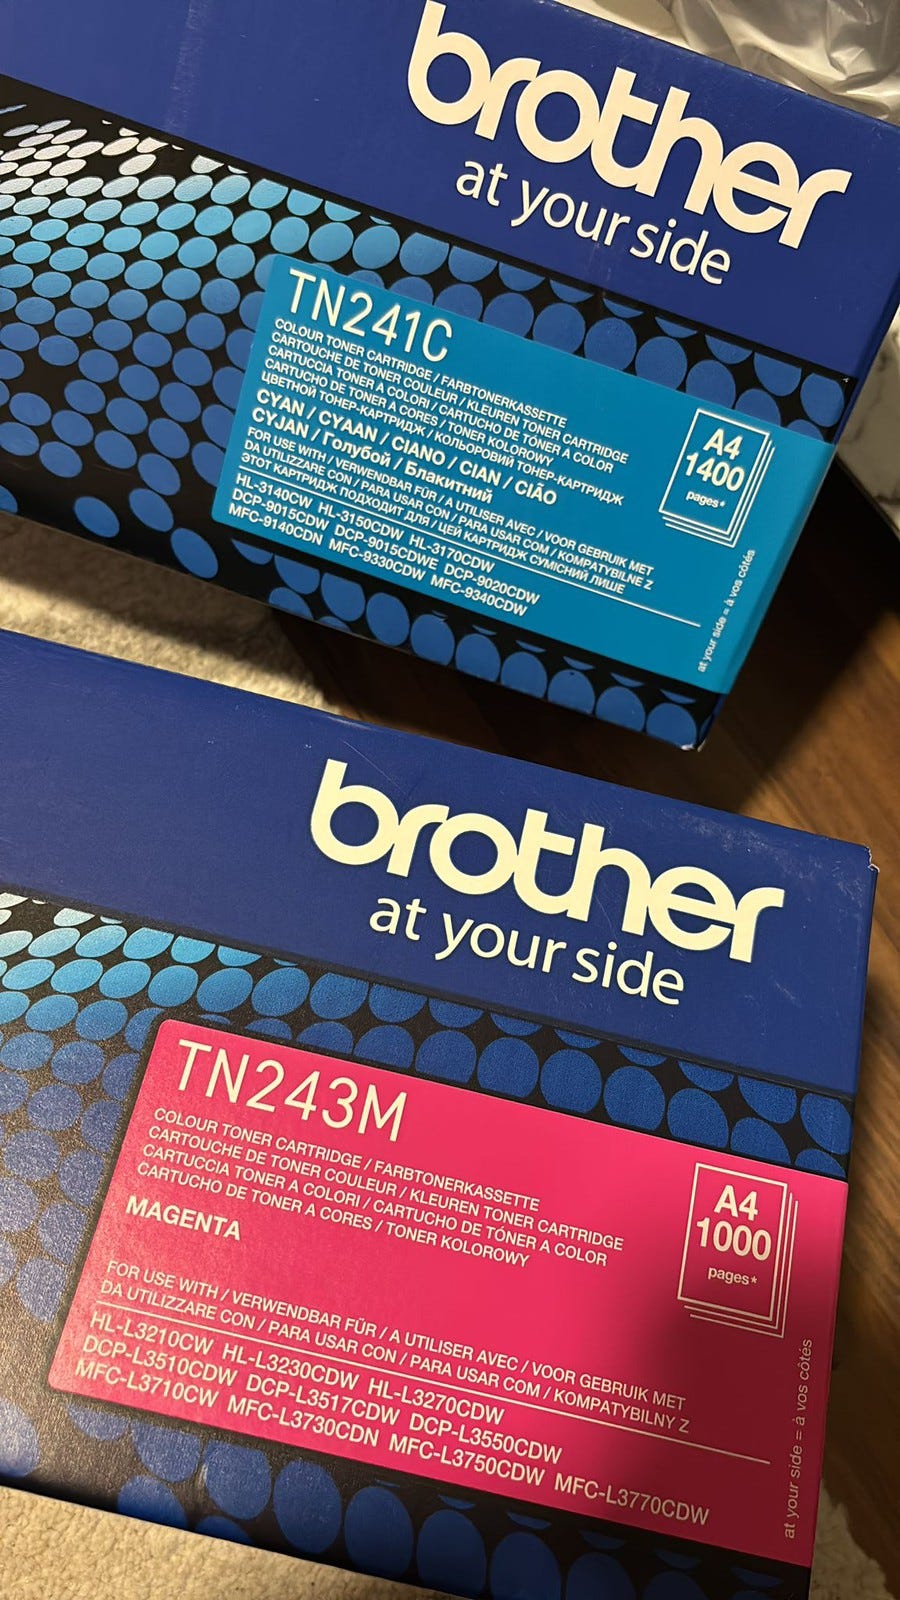 brother
at your side
TN241C
COLOUR TONER CARTRIDGE / FARBTONERKASSETTE
CARTOUCHE DE TONER COULEUR / KLEUREN TONER CARTRIDGE
CARTUCCIA TONER A COLORI / CARTUCHO DE TÓNER A COLOR
CARTUCHO DE TONER A CORES / TONER KOLOROWY
ЦВЕТНОЙ ТОНЕР-КАРТРИДЖ / КОЛЬОРОВИЙ ТОНЕР-КАРТРИДЖ
CYAN / CYAAN / CIANO / CIAN / CIÃO
CYJAN / Голубой / Блакитний
FOR USE WITH / VERWENDBAR FÜR / A UTILISER AVEC / VOOR GEBRUIK MET
DA UTILIZZARE CON / PARA USAR CON / PARA USAR COM / KOMPATYBILNE Z
ЭТОТ КАРТРИДЖ ПОДХОДИТ ДЛЯ / ЦЕЙ КАРТРИДЖ СУМІСНИЙ ЛИШЕ
HL-3140CW HL-3150CDW HL-3170CDW
DCP-9015CDW DCP-9015CDWE DCP-9020CDW
MFC-9140CDN MFC-9330CDW MFC-9340CDW
A4
1400
pages*
at your side = à vos côtés
brother
at your side
TN243M
COLOUR TONER CARTRIDGE / FARBTONERKASSETTE
CARTOUCHE DE TONER COULEUR / KLEUREN TONER CARTRIDGE
CARTUCCIA TONER A COLORI / CARTUCHO DE TÓNER A COLOR
CARTUCHO DE TONER A CORES / TONER KOLOROWY
MAGENTA
FOR USE WITH / VERWENDBAR FÜR / A UTILISER AVEC / VOOR GEBRUIK MET
DA UTILIZZARE CON / PARA USAR CON / PARA USAR COM / KOMPATYBILNY Z
HL-L3210CW HL-L3230CDW HL-L3270CDW
DCP-L3510CDW DCP-L3517CDW DCP-L3550CDW
MFC-L3710CW MFC-L3730CDN MFC-L3750CDW MFC-L3770CDW
A4
1000
pages*
at your side = à vos côtés